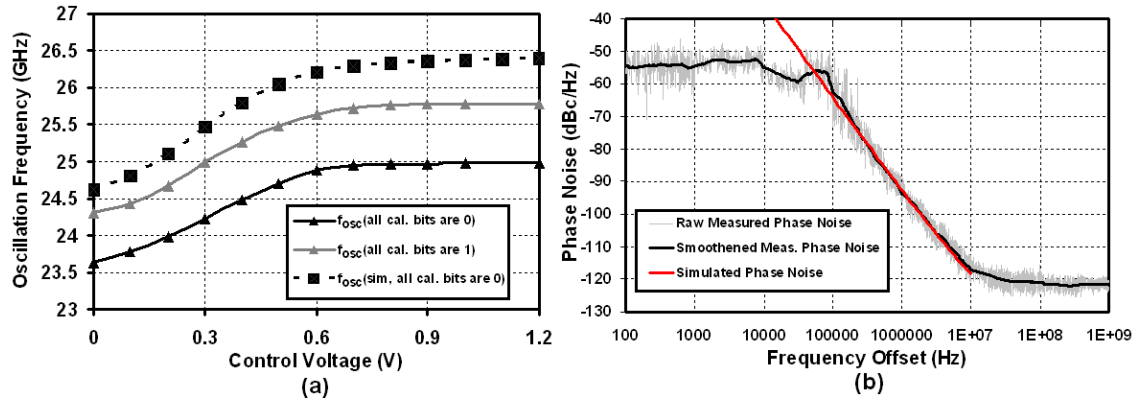 27
26.5
26
25.5
25
24.5
24
23.5
23
Oscillation Frequency (GHz)
fosc(all cal. bits are 0)
fosc(all cal. bits are 1)
fosc(sim, all cal. bits are 0)
0 0.3 0.6 0.9 1.2
Control Voltage (V)
(a)
-40
-50
-60
-70
-80
-90
-100
-110
-120
-130
Phase Noise (dBc/Hz)
Raw Measured Phase Noise
Smoothened Meas. Phase Noise
Simulated Phase Noise
100 1000 10000 100000 1000000 1E+07 1E+08 1E+09
Frequency Offset (Hz)
(b)